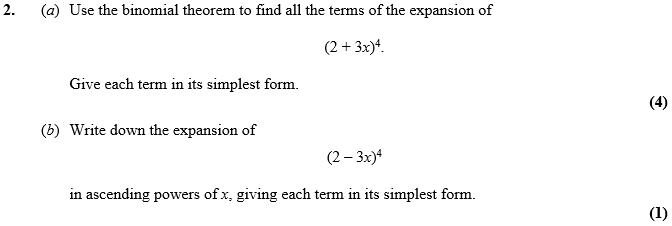 2. (a) Use the binomial theorem to find all the terms of the expansion of
(2 + 3x)⁴.
Give each term in its simplest form.
(4)
(b) Write down the expansion of
(2 – 3x)⁴
in ascending powers of x, giving each term in its simplest form.
(1)